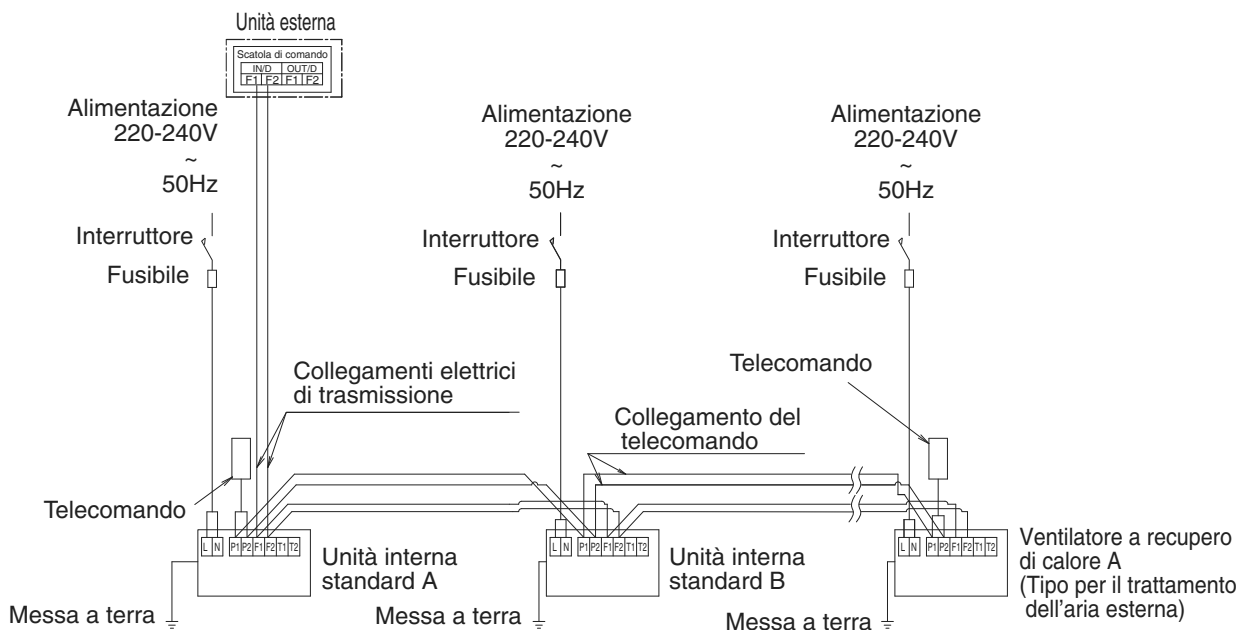 Unità esterna
Scatola di comando
IN/D OUT/D
F1 F2 F1 F2
Alimentazione
220-240V
~
50Hz
Interruttore
Fusibile
Alimentazione
220-240V
~
50Hz
Interruttore
Fusibile
Alimentazione
220-240V
~
50Hz
Interruttore
Fusibile
Collegamenti elettrici
di trasmissione
Telecomando
Collegamento del
telecomando
Telecomando
L N P1 P2 F1 F2 T1 T2
Unità interna
standard A
Messa a terra
L N P1 P2 F1 F2 T1 T2
Unità interna
standard B
Messa a terra
L N P1 P2 F1 F2 T1 T2
Ventilatore a recupero
di calore A
(Tipo per il trattamento
dell'aria esterna)
Messa a terra